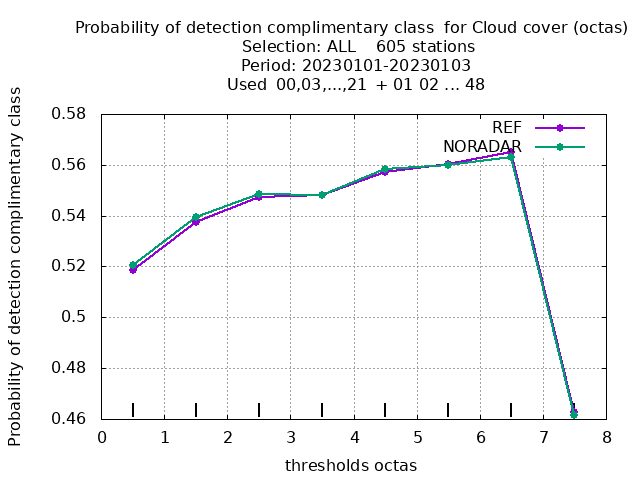 Probability of detection complimentary class for Cloud cover (octas)
Selection: ALL 605 stations
Period: 20230101-20230103
Used 00,03,...,21 + 01 02 ... 48
Probability of detection complimentary class
0.58
0.56
0.54
0.52
0.5
0.48
0.46
REF
NORADAR
0 1 2 3 4 5 6 7 8
thresholds octas